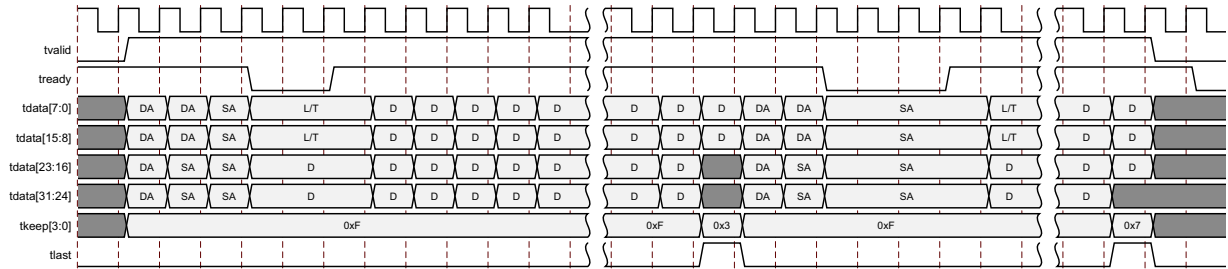 tvalid
tready
tdata[7:0] DA DA SA L/T D D D D D D D D DA DA SA L/T D D
tdata[15:8] DA DA SA L/T D D D D D D D D DA DA SA L/T D D
tdata[23:16] DA SA SA D D D D D D D D DA SA SA D D D
tdata[31:24] DA SA SA D D D D D D D D DA SA SA D D
tkeep[3:0] 0xF 0xF 0x3 0xF 0x7
tlast